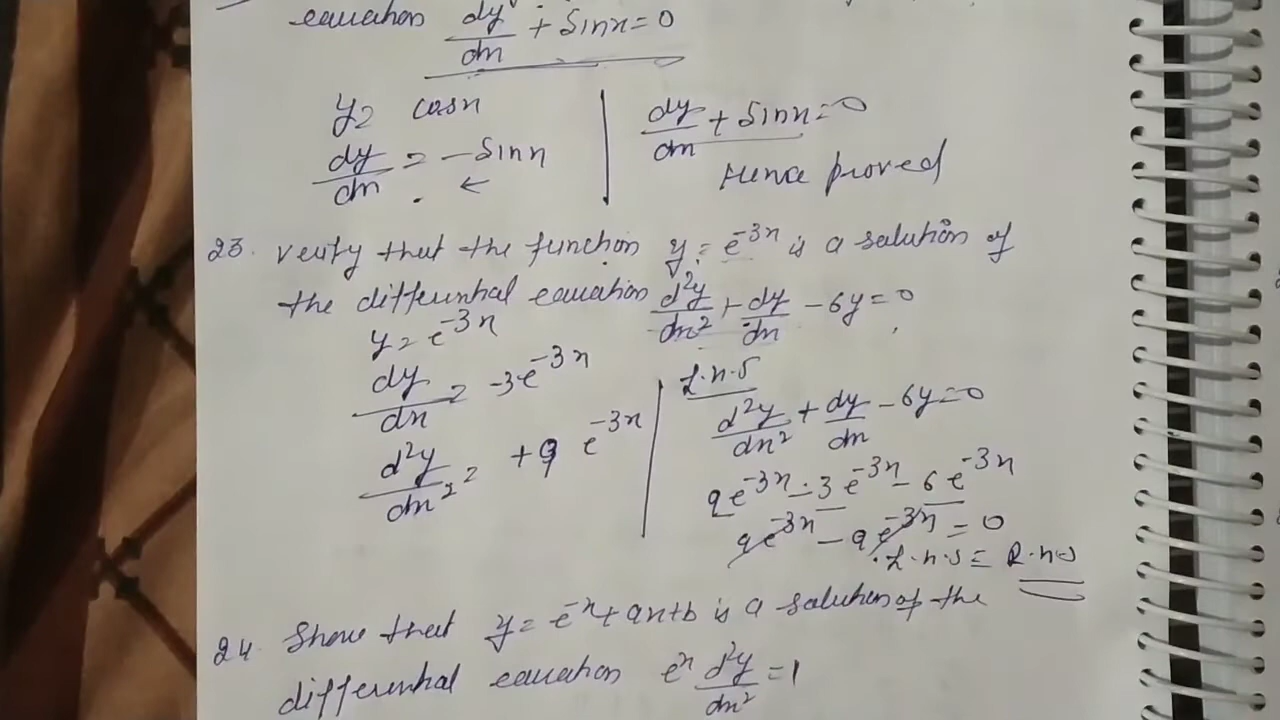 equation dy/dx + sinx = 0
y = cosx
dy/dx = - sinx
dy/dx + sinx = 0
Hence proved
23. Verify that the function y = e^-3x is a solution of
the differential equation d²y/dx² + dy/dx - 6y = 0
y = e^-3x
dy/dx = -3e^-3x
d²y/dx² = +9 e^-3x
L.H.S
d²y/dx² + dy/dx - 6y = 0
9e^-3x - 3e^-3x - 6e^-3x
9e^-3x - 9e^-3x = 0
L.H.S = R.H.S
24. Show that y = e^-x + ax + b is a solution of the
differential equation e^x d²y/dx² = 1